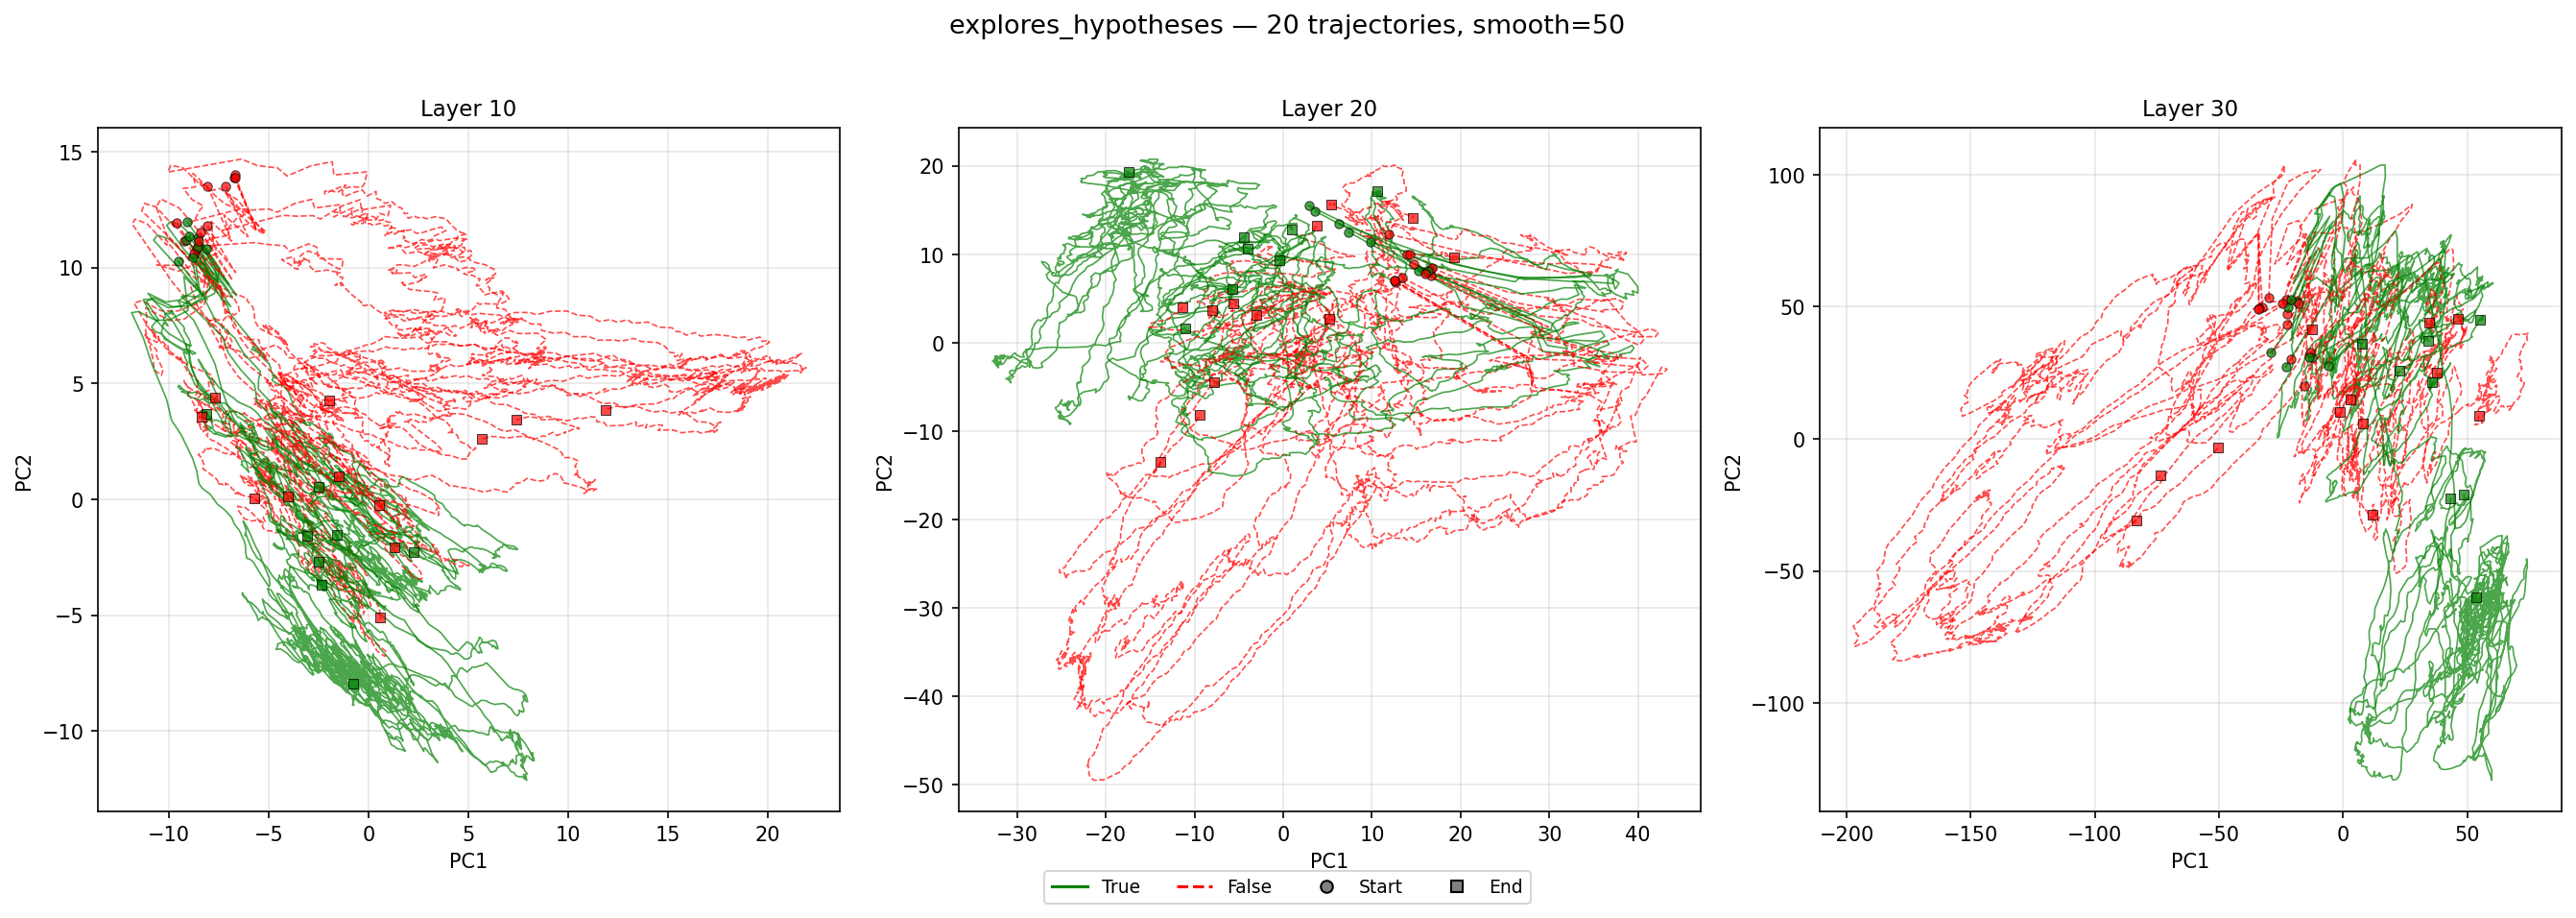 explores_hypotheses — 20 trajectories, smooth=50
Layer 10
15
10
5
0
−5
−10
PC2
−10 −5 0 5 10 15 20
PC1
Layer 20
20
10
0
−10
−20
−30
−40
−50
PC2
−30 −20 −10 0 10 20 30 40
PC1
Layer 30
100
50
0
−50
−100
PC2
−200 −150 −100 −50 0 50
PC1
True False Start End